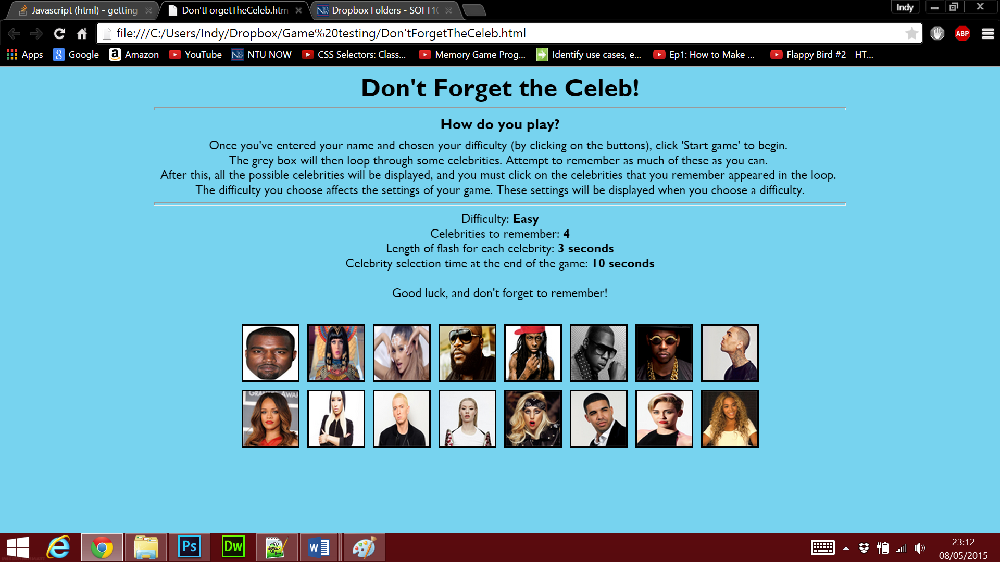 Javascript (html) - getting
Don'tForgetTheCeleb.htm
Dropbox Folders - SOFT10
Indy
file:///C:/Users/Indy/Dropbox/Game%20testing/Don'tForgetTheCeleb.html
ABP
Apps
Google
Amazon
YouTube
NTU NOW
CSS Selectors: Class...
Memory Game Prog...
Identify use cases, e...
Ep1: How to Make ...
Flappy Bird #2 - HT...
Don't Forget the Celeb!
How do you play?
Once you've entered your name and chosen your difficulty (by clicking on the buttons), click 'Start game' to begin.
The grey box will then loop through some celebrities. Attempt to remember as much of these as you can.
After this, all the possible celebrities will be displayed, and you must click on the celebrities that you remember appeared in the loop.
The difficulty you choose affects the settings of your game. These settings will be displayed when you choose a difficulty.
Difficulty: Easy
Celebrities to remember: 4
Length of flash for each celebrity: 3 seconds
Celebrity selection time at the end of the game: 10 seconds
Good luck, and don't forget to remember!
Ps
Dw
W
23:12
08/05/2015